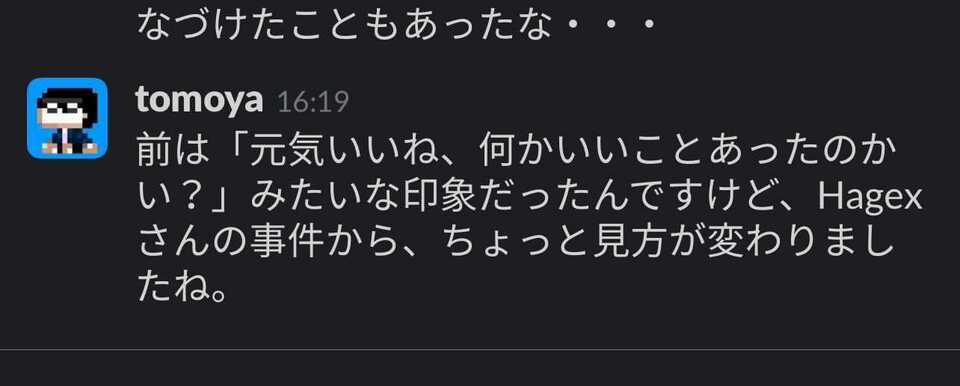 なづけたこともあったな・・・
tomoya 16:19
前は「元気いいね、何かいいことあったのか
い？」みたいな印象だったんですけど、Hagex
さんの事件から、ちょっと見方が変わりまし
たね。